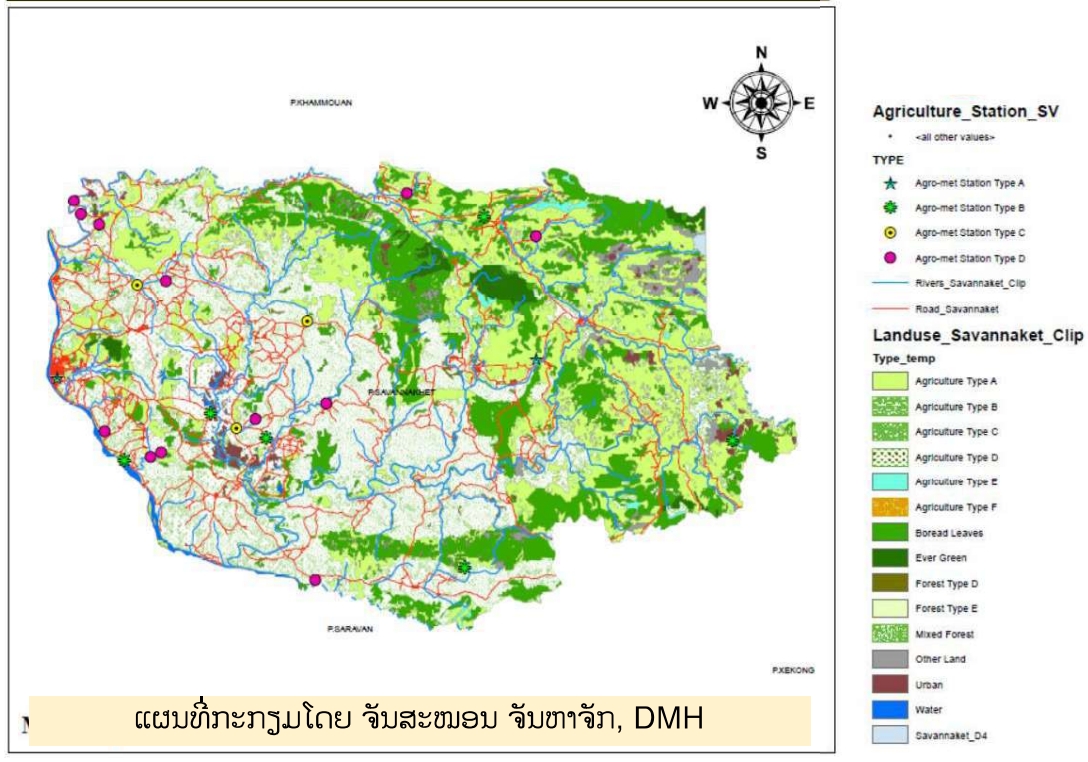 P.KHAMMOUAN
N
W
E
S
P.SAVANNAKHET
P.SARAVAN
P.XEKONG
ແຜນທີ່ກະກຽມໂດຍ ຈັນສະໝອນ ຈັນຫາຈັກ, DMH
Agriculture_Station_SV
<all other values>
TYPE
Agro-met Station Type A
Agro-met Station Type B
Agro-met Station Type C
Agro-met Station Type D
Rivers_Savannaket_Clip
Road_Savannaket
Landuse_Savannaket_Clip
Type_temp
Agriculture Type A
Agriculture Type B
Agriculture Type C
Agriculture Type D
Agriculture Type E
Agriculture Type F
Boread Leaves
Ever Green
Forest Type D
Forest Type E
Mixed Forest
Other Land
Urban
Water
Savannaket_D4